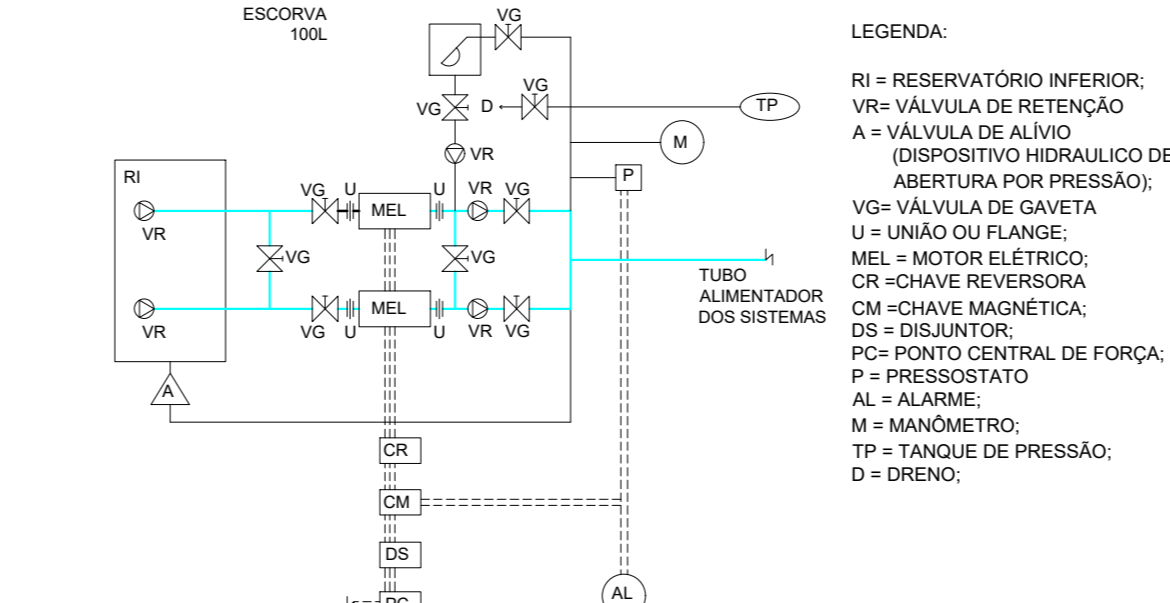 ESCORVA
100L
VG
VG
VG
D
TP
M
VR
P
RI
VR
VG
U
MEL
U
VR
VG
VG
VG
VR
VG
U
MEL
U
VR
VG
TUBO
ALIMENTADOR
DOS SISTEMAS
A
CR
CM
DS
PC
AL
LEGENDA:
RI = RESERVATÓRIO INFERIOR;
VR= VÁLVULA DE RETENÇÃO
A = VÁLVULA DE ALÍVIO
(DISPOSITIVO HIDRAULICO DE
ABERTURA POR PRESSÃO);
VG= VÁLVULA DE GAVETA
U = UNIÃO OU FLANGE;
MEL = MOTOR ELÉTRICO;
CR =CHAVE REVERSORA
CM =CHAVE MAGNÉTICA;
DS = DISJUNTOR;
PC= PONTO CENTRAL DE FORÇA;
P = PRESSOSTATO
AL = ALARME;
M = MANÔMETRO;
TP = TANQUE DE PRESSÃO;
D = DRENO;